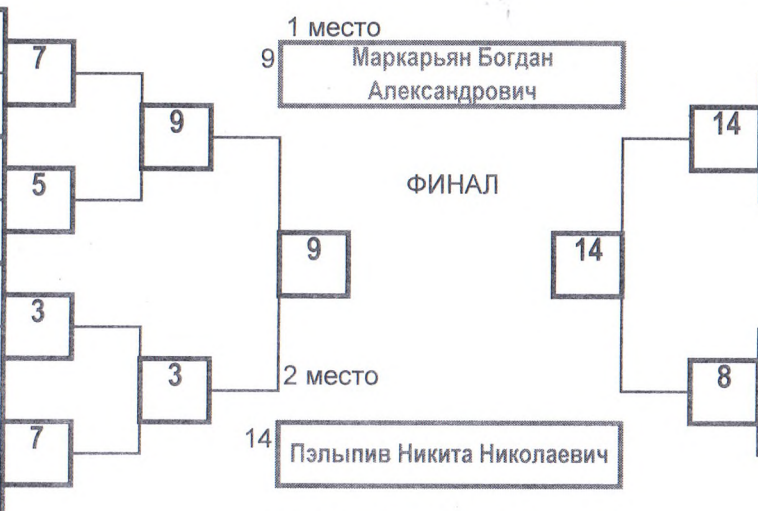 1 место
7
9
Маркарьян Богдан
Александрович
9
14
5
ФИНАЛ
9
14
3
3
2 место
8
7
14
Пэлыпив Никита Николаевич